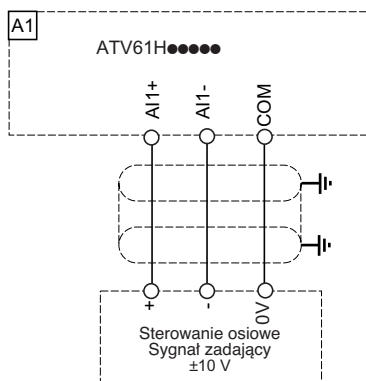 A1
ATV61H●●●●●
AI1+
AI1-
COM
+
-
0V
Sterowanie osiowe
Sygnał zadający
±10 V